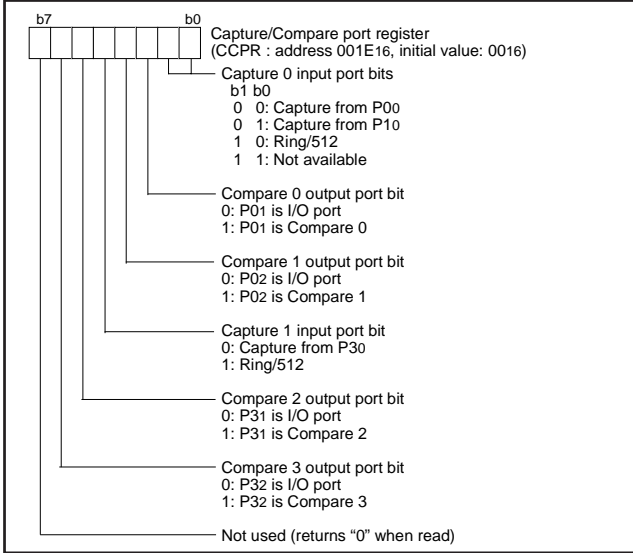 b7 b0
Capture/Compare port register
(CCPR : address 001E16, initial value: 0016)
Capture 0 input port bits
b1 b0
0 0: Capture from P00
0 1: Capture from P10
1 0: Ring/512
1 1: Not available
Compare 0 output port bit
0: P01 is I/O port
1: P01 is Compare 0
Compare 1 output port bit
0: P02 is I/O port
1: P02 is Compare 1
Capture 1 input port bit
0: Capture from P30
1: Ring/512
Compare 2 output port bit
0: P31 is I/O port
1: P31 is Compare 2
Compare 3 output port bit
0: P32 is I/O port
1: P32 is Compare 3
Not used (returns “0” when read)